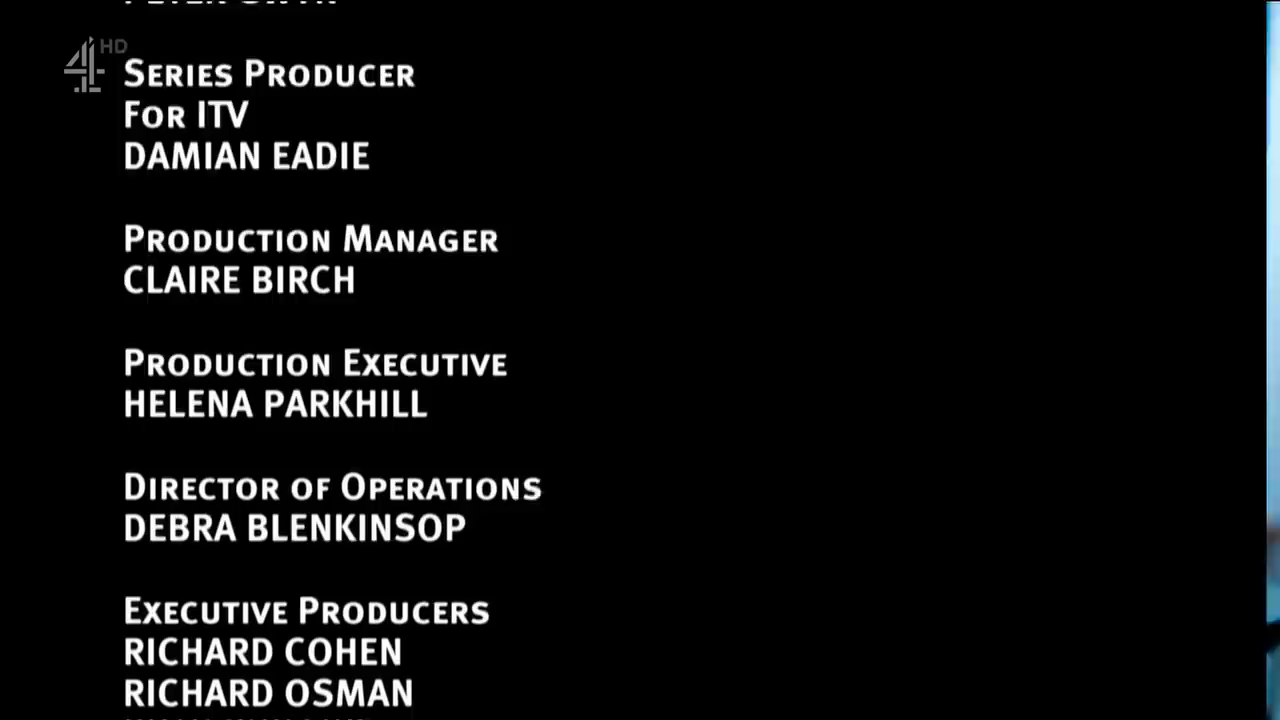 HD
Series Producer
For ITV
DAMIAN EADIE
Production Manager
CLAIRE BIRCH
Production Executive
HELENA PARKHILL
Director of Operations
DEBRA BLENKINSOP
Executive Producers
RICHARD COHEN
RICHARD OSMAN